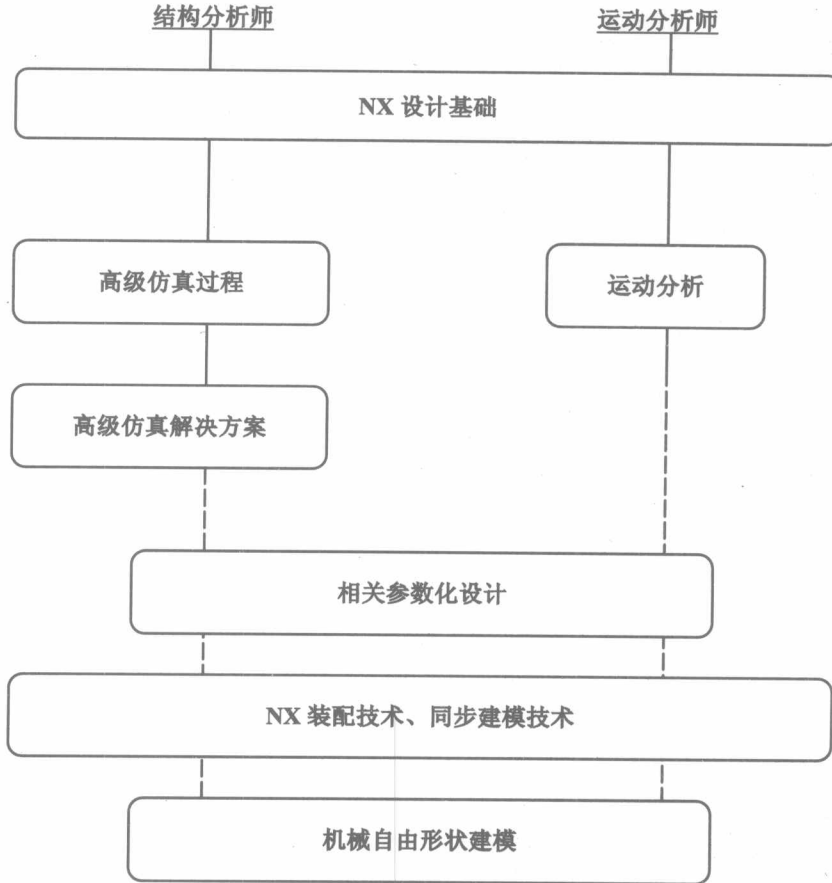 结构分析师
运动分析师
NX 设计基础
高级仿真过程
运动分析
高级仿真解决方案
相关参数化设计
NX 装配技术、同步建模技术
机械自由形状建模